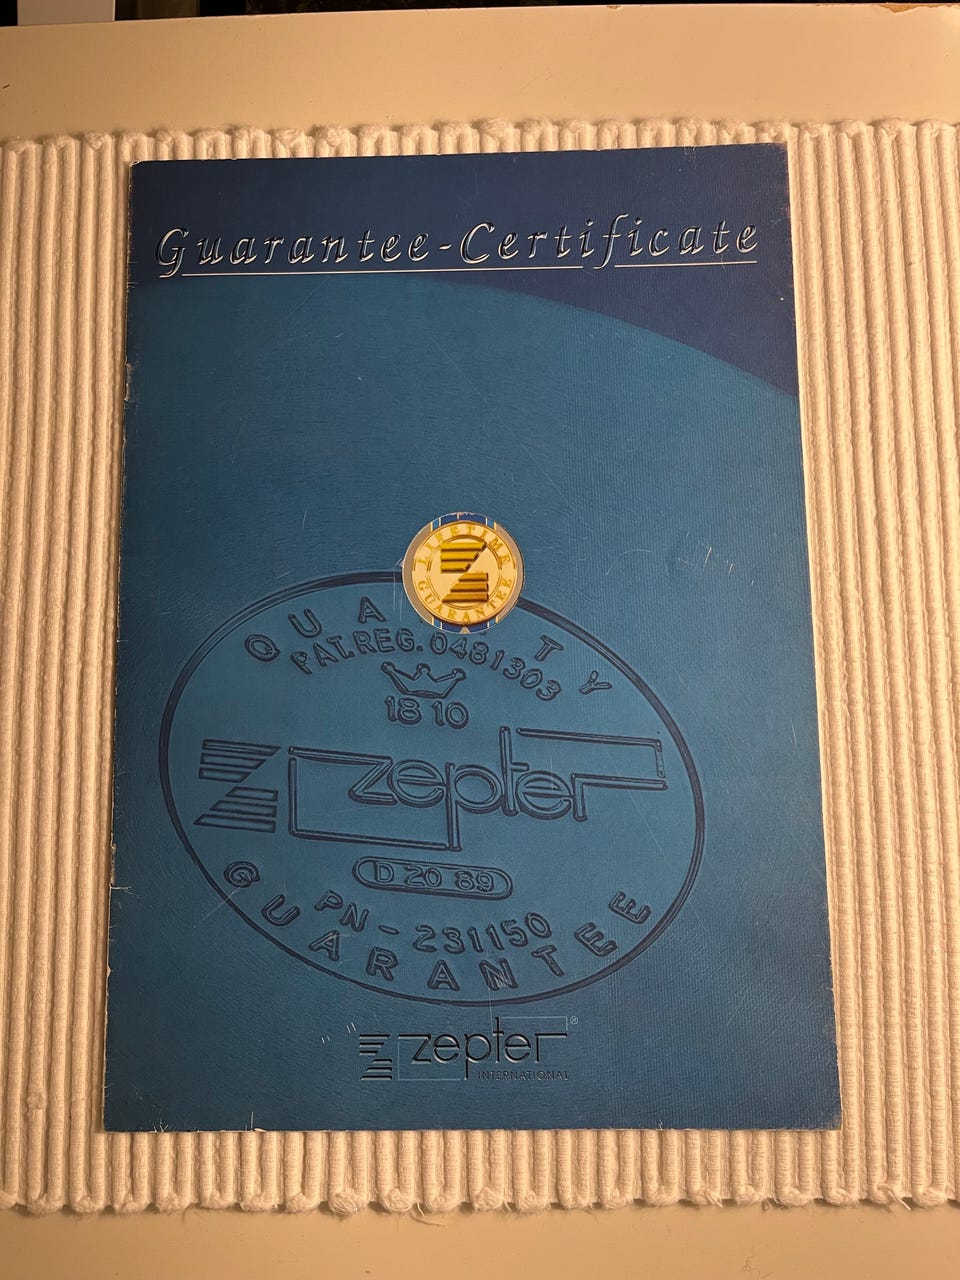 Guarantee-Certificate
LIFETIME
GUARANTEE
QUALITY
PAT.REG. 0481303
18 10
zepter
D 20 89
PN - 231150
GUARANTEE
zepter®
INTERNATIONAL